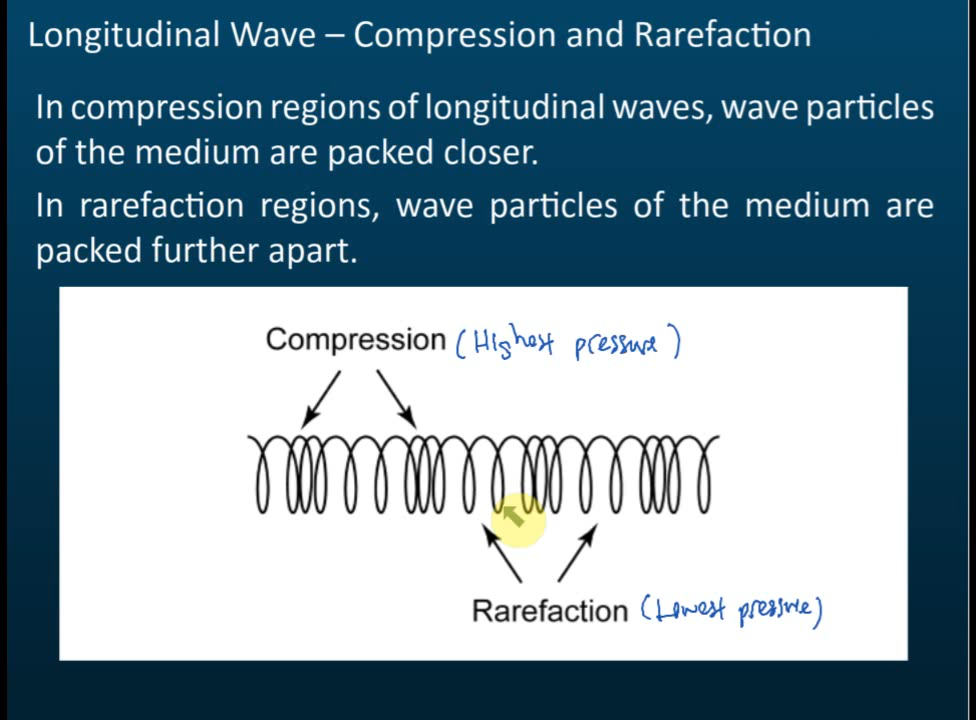 Longitudinal Wave – Compression and Rarefaction
In compression regions of longitudinal waves, wave particles
of the medium are packed closer.
In rarefaction regions, wave particles of the medium are
packed further apart.
Compression (Highest pressure)
Rarefaction (Lowest pressure)